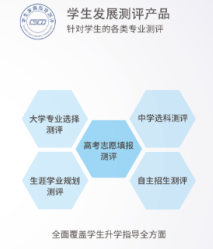 CSCO
学生发展测评产品
针对学生的各类专业测评
大学专业选择
测评
中学选科测评
高考志愿填报
测评
生涯学业规划
测评
自主招生测评
全面覆盖学生升学指导全方面